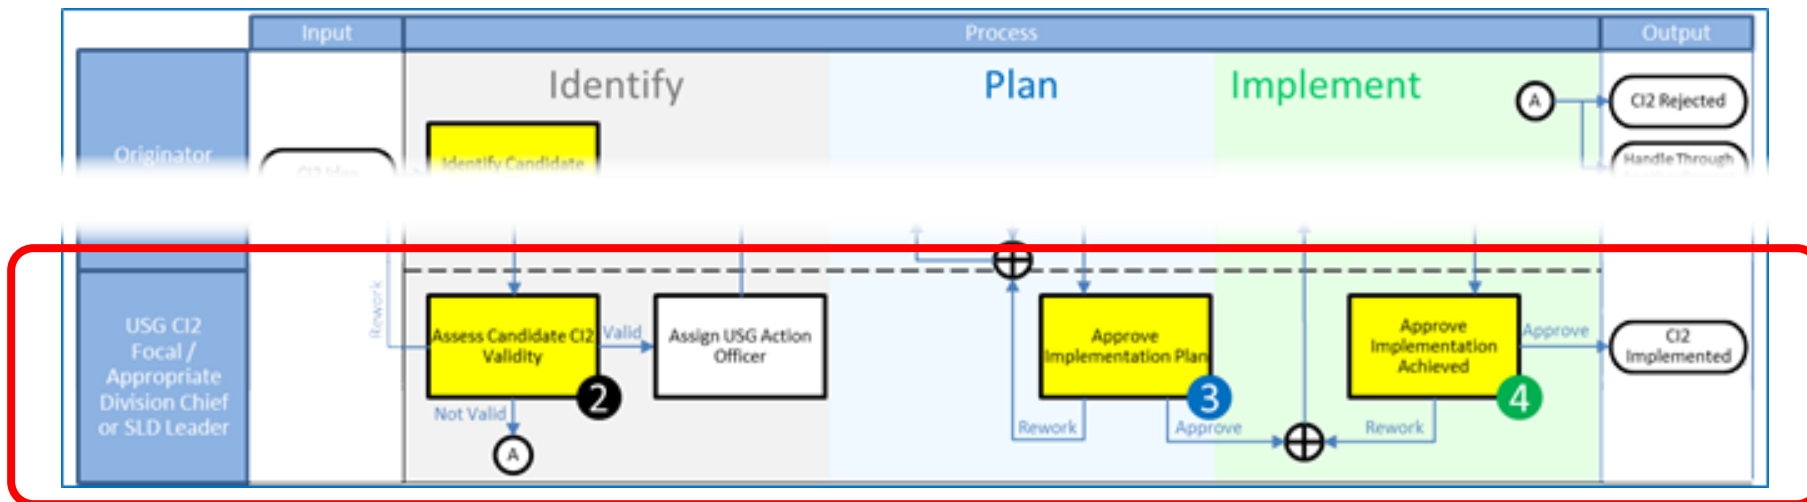 Input
Process
Output
Identify
Plan
Implement
Originator
A
CI2 Rejected
Identify Candidate
Handle Through
Rework
USG CI2
Focal /
Appropriate
Division Chief
or SLD Leader
Assess Candidate CI2
Validity
2
Valid
Assign USG Action
Officer
Not Valid
A
Approve
Implementation Plan
3
Rework
Approve
Approve
Implementation
Achieved
4
Rework
Approve
CI2
Implemented